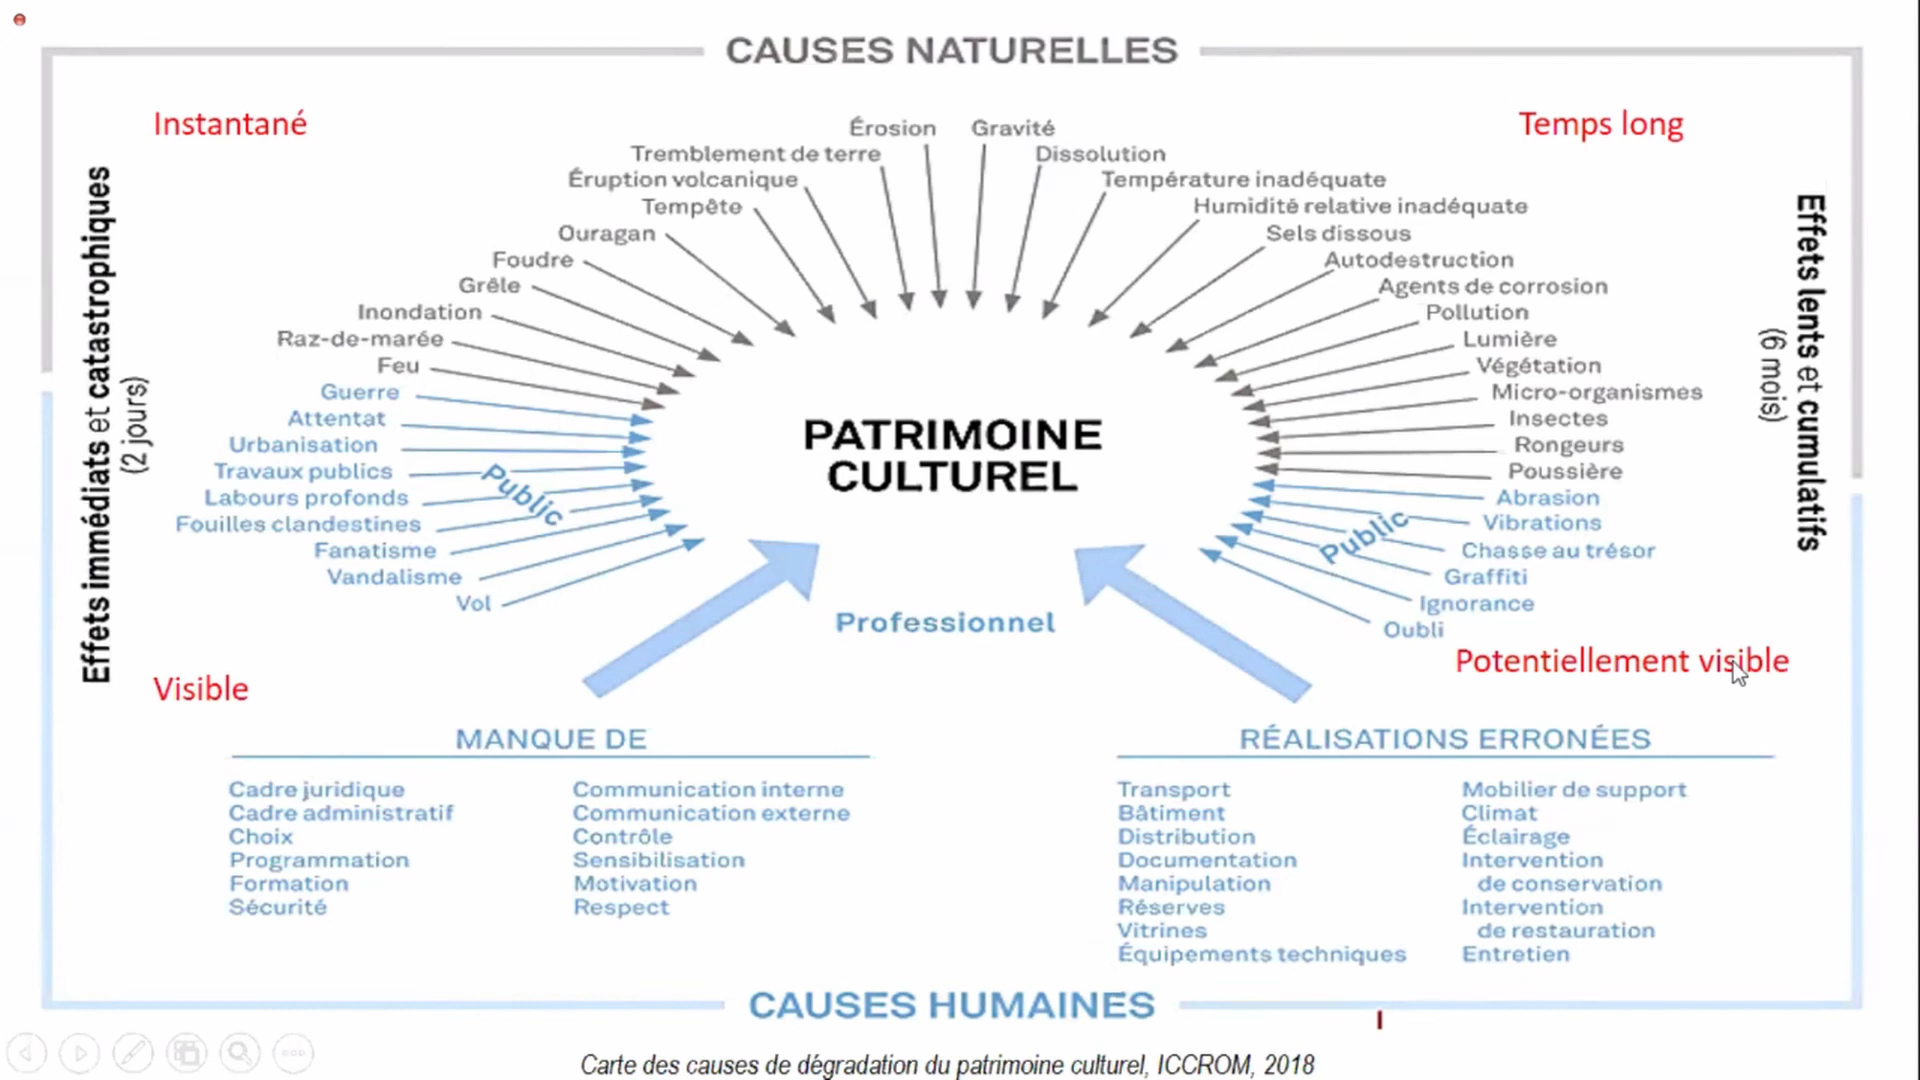 CAUSES NATURELLES
Instantané
Temps long
Effets immédiats et catastrophiques
(2 jours)
Érosion
Tremblement de terre
Éruption volcanique
Tempête
Ouragan
Foudre
Grêle
Inondation
Raz-de-marée
Feu
Guerre
Attentat
Urbanisation
Travaux publics
Labours profonds
Fouilles clandestines
Fanatisme
Vandalisme
Vol
Public
Gravité
Dissolution
Température inadéquate
Humidité relative inadéquate
Sels dissous
Autodestruction
Agents de corrosion
Pollution
Lumière
Végétation
Micro-organismes
Insectes
Rongeurs
Poussière
Abrasion
Vibrations
Chasse au trésor
Graffiti
Ignorance
Oubli
Public
Effets lents et cumulatifs
(6 mois)
PATRIMOINE
CULTUREL
Professionnel
Visible
Potentiellement visible
MANQUE DE
Cadre juridique
Cadre administratif
Choix
Programmation
Formation
Sécurité
Communication interne
Communication externe
Contrôle
Sensibilisation
Motivation
Respect
RÉALISATIONS ERRONÉES
Transport
Bâtiment
Distribution
Documentation
Manipulation
Réserves
Vitrines
Équipements techniques
Mobilier de support
Climat
Éclairage
Intervention
de conservation
Intervention
de restauration
Entretien
CAUSES HUMAINES
Carte des causes de dégradation du patrimoine culturel, ICCROM, 2018